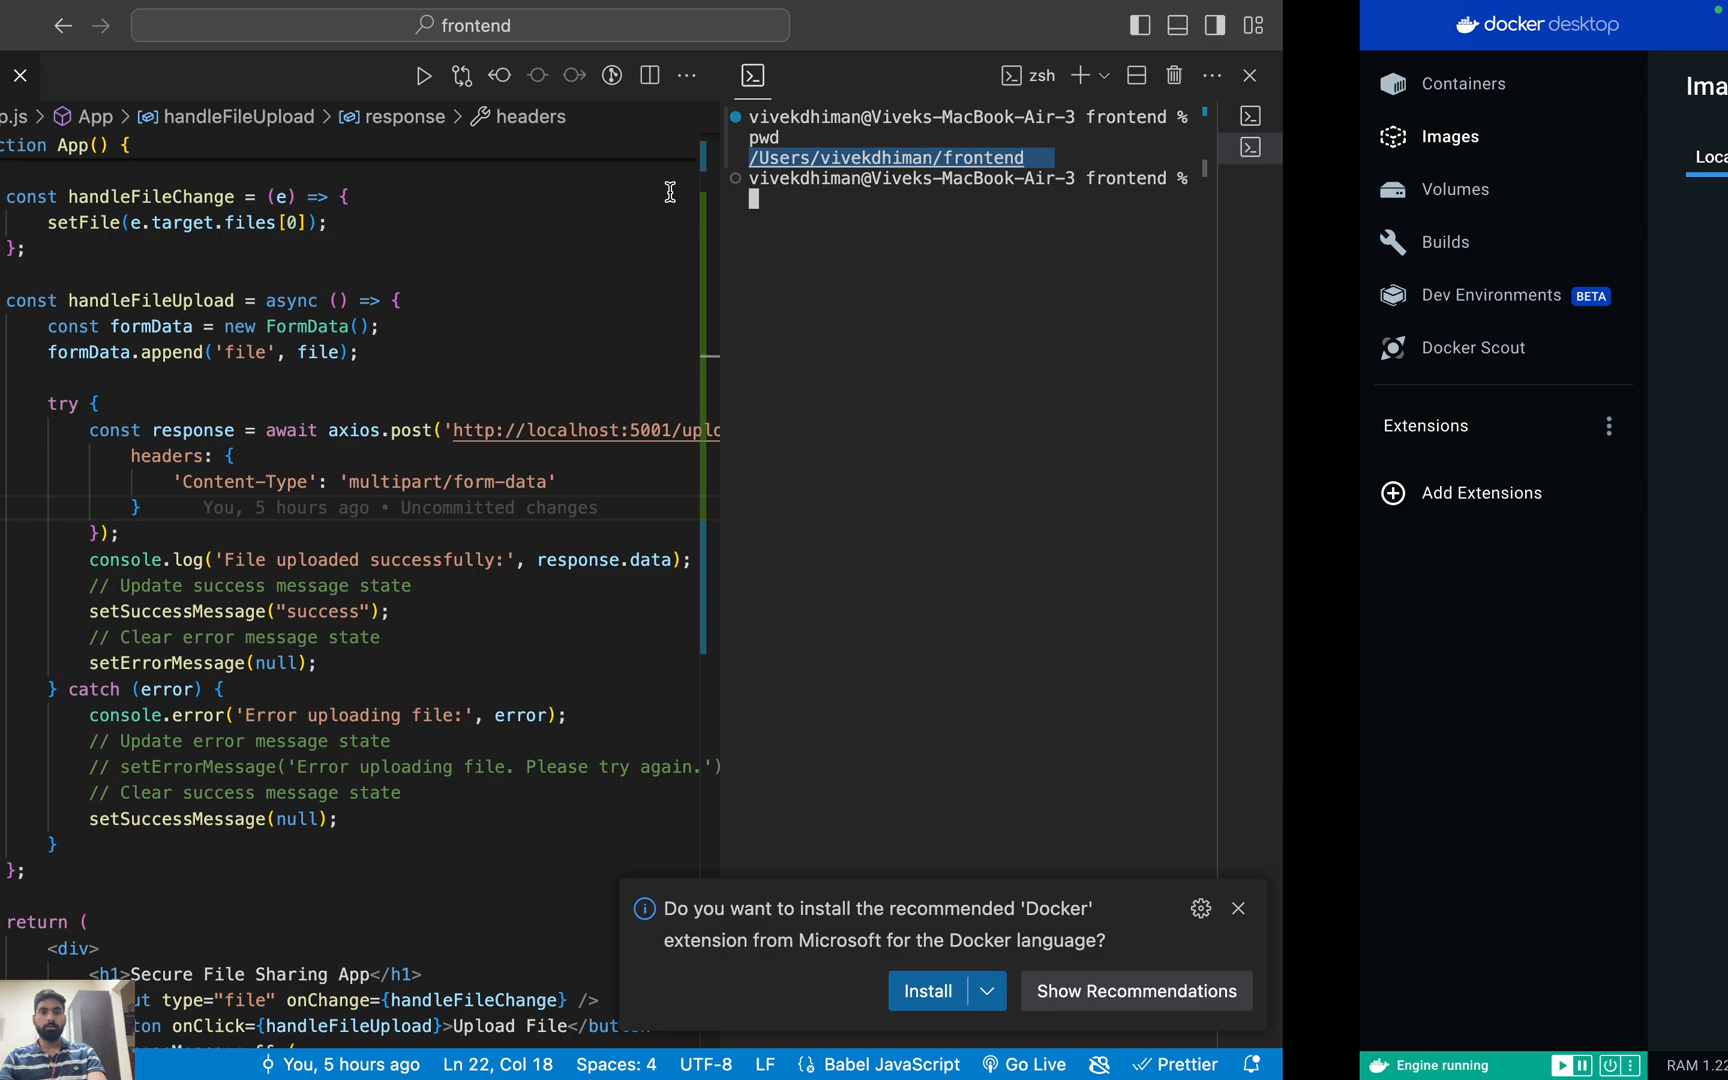 frontend
zsh
p.js > App > handleFileUpload > response > headers
ction App() {
const handleFileChange = (e) => {
setFile(e.target.files[0]);
};
const handleFileUpload = async () => {
const formData = new FormData();
formData.append('file', file);
try {
const response = await axios.post('http://localhost:5001/uplo
headers: {
'Content-Type': 'multipart/form-data'
} You, 5 hours ago • Uncommitted changes
});
console.log('File uploaded successfully:', response.data);
// Update success message state
setSuccessMessage("success");
// Clear error message state
setErrorMessage(null);
} catch (error) {
console.error('Error uploading file:', error);
// Update error message state
// setErrorMessage('Error uploading file. Please try again.')
// Clear success message state
setSuccessMessage(null);
}
};
return (
<div>
<h1>Secure File Sharing App</h1>
ut type="file" onChange={handleFileChange} />
ton onClick={handleFileUpload}>Upload File</but
vivekdhiman@Viveks-MacBook-Air-3 frontend %
pwd
/Users/vivekdhiman/frontend
vivekdhiman@Viveks-MacBook-Air-3 frontend %
Do you want to install the recommended 'Docker'
extension from Microsoft for the Docker language?
Install
Show Recommendations
You, 5 hours ago Ln 22, Col 18 Spaces: 4 UTF-8 LF {} Babel JavaScript Go Live Prettier
docker desktop
Containers
Images
Volumes
Builds
Dev Environments BETA
Docker Scout
Extensions
Add Extensions
Ima
Loca
Engine running
RAM 1.22